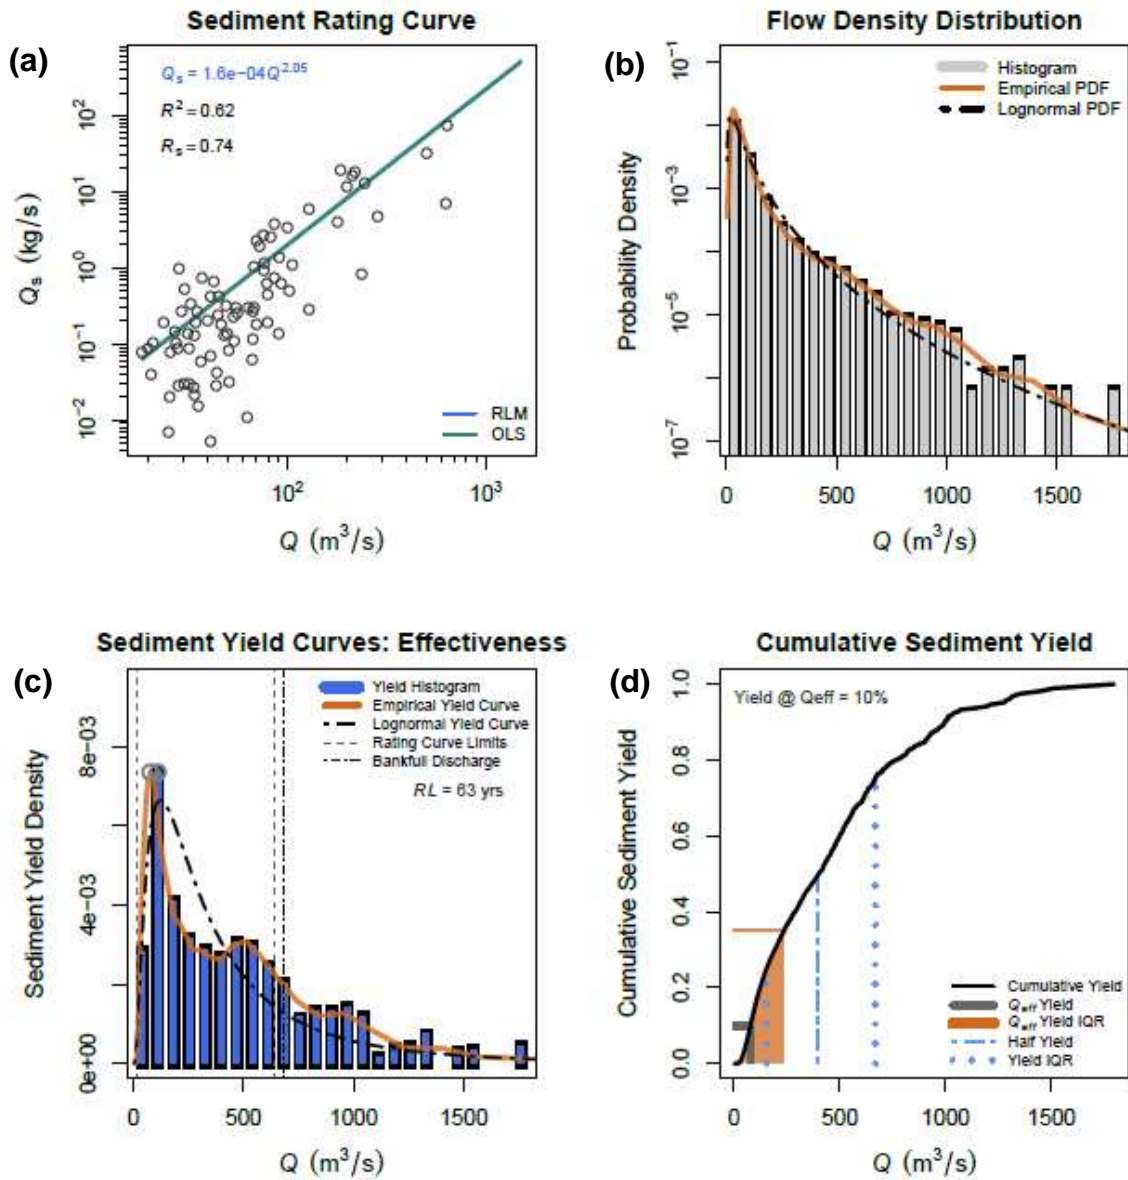 Sediment Rating Curve
(a)
Qs = 1.6e−04Q^2.05
R² = 0.62
Rs = 0.74
Qs (kg/s)
10² 
10¹
10⁰
10⁻¹
10⁻²
RLM
OLS
10² 10³
Q (m³/s)
Flow Density Distribution
(b)
Histogram
Empirical PDF
Lognormal PDF
Probability Density
10⁻¹
10⁻³
10⁻⁵
10⁻⁷
0 500 1000 1500
Q (m³/s)
Sediment Yield Curves: Effectiveness
(c)
Yield Histogram
Empirical Yield Curve
Lognormal Yield Curve
Rating Curve Limits
Bankfull Discharge
RL = 63 yrs
Sediment Yield Density
8e−03
4e−03
0e+00
0 500 1000 1500
Q (m³/s)
Cumulative Sediment Yield
(d)
Yield @ Qeff = 10%
Cumulative Sediment Yield
1.0
0.8
0.6
0.4
0.2
0.0
Cumulative Yield
Qeff Yield
Qeff Yield IQR
Half Yield
Yield IQR
0 500 1000 1500
Q (m³/s)